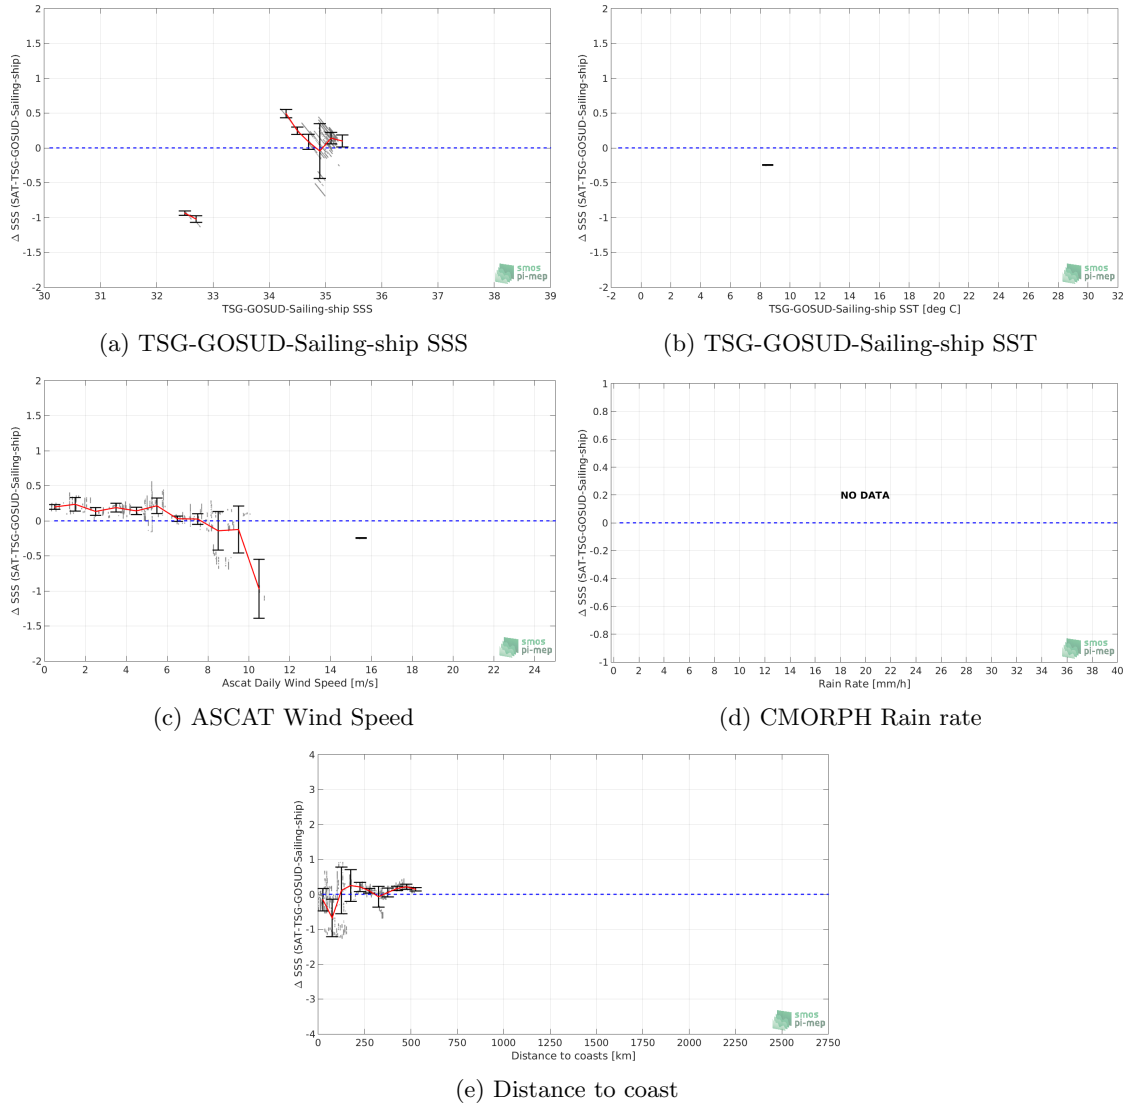 2
1.5
1
0.5
0
-0.5
-1
-1.5
-2
Δ SSS (SAT-TSG-GOSUD-Sailing-ship)
30 31 32 33 34 35 36 37 38 39
TSG-GOSUD-Sailing-ship SSS
smos
pi-mep
(a) TSG-GOSUD-Sailing-ship SSS
2
1.5
1
0.5
0
-0.5
-1
-1.5
-2
Δ SSS (SAT-TSG-GOSUD-Sailing-ship)
-2 0 2 4 6 8 10 12 14 16 18 20 22 24 26 28 30 32
TSG-GOSUD-Sailing-ship SST [deg C]
smos
pi-mep
(b) TSG-GOSUD-Sailing-ship SST
2
1.5
1
0.5
0
-0.5
-1
-1.5
-2
Δ SSS (SAT-TSG-GOSUD-Sailing-ship)
0 2 4 6 8 10 12 14 16 18 20 22 24
Ascat Daily Wind Speed [m/s]
smos
pi-mep
(c) ASCAT Wind Speed
1
0.8
0.6
0.4
0.2
0
-0.2
-0.4
-0.6
-0.8
-1
Δ SSS (SAT-TSG-GOSUD-Sailing-ship)
NO DATA
0 2 4 6 8 10 12 14 16 18 20 22 24 26 28 30 32 34 36 38 40
Rain Rate [mm/h]
smos
pi-mep
(d) CMORPH Rain rate
4
3
2
1
0
-1
-2
-3
-4
Δ SSS (SAT-TSG-GOSUD-Sailing-ship)
0 250 500 750 1000 1250 1500 1750 2000 2250 2500 2750
Distance to coasts [km]
smos
pi-mep
(e) Distance to coast